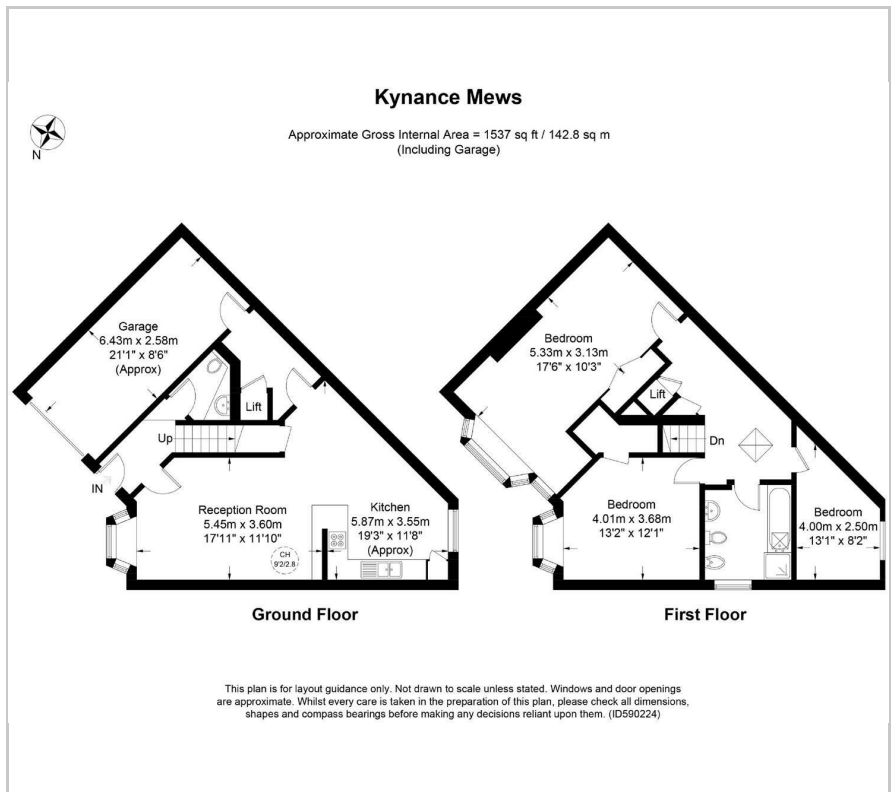 Kynance Mews
Approximate Gross Internal Area = 1537 sq ft / 142.8 sq m
(Including Garage)
N
Garage
6.43m x 2.58m
21'1" x 8'6"
(Approx)
Lift
Up
IN
Reception Room
5.45m x 3.60m
17'11" x 11'10"
CH
9'2/2.8
Kitchen
5.87m x 3.55m
19'3" x 11'8"
(Approx)
Ground Floor
Bedroom
5.33m x 3.13m
17'6" x 10'3"
Lift
Dn
Bedroom
4.01m x 3.68m
13'2" x 12'1"
Bedroom
4.00m x 2.50m
13'1" x 8'2"
First Floor
This plan is for layout guidance only. Not drawn to scale unless stated. Windows and door openings
are approximate. Whilst every care is taken in the preparation of this plan, please check all dimensions,
shapes and compass bearings before making any decisions reliant upon them. (ID590224)